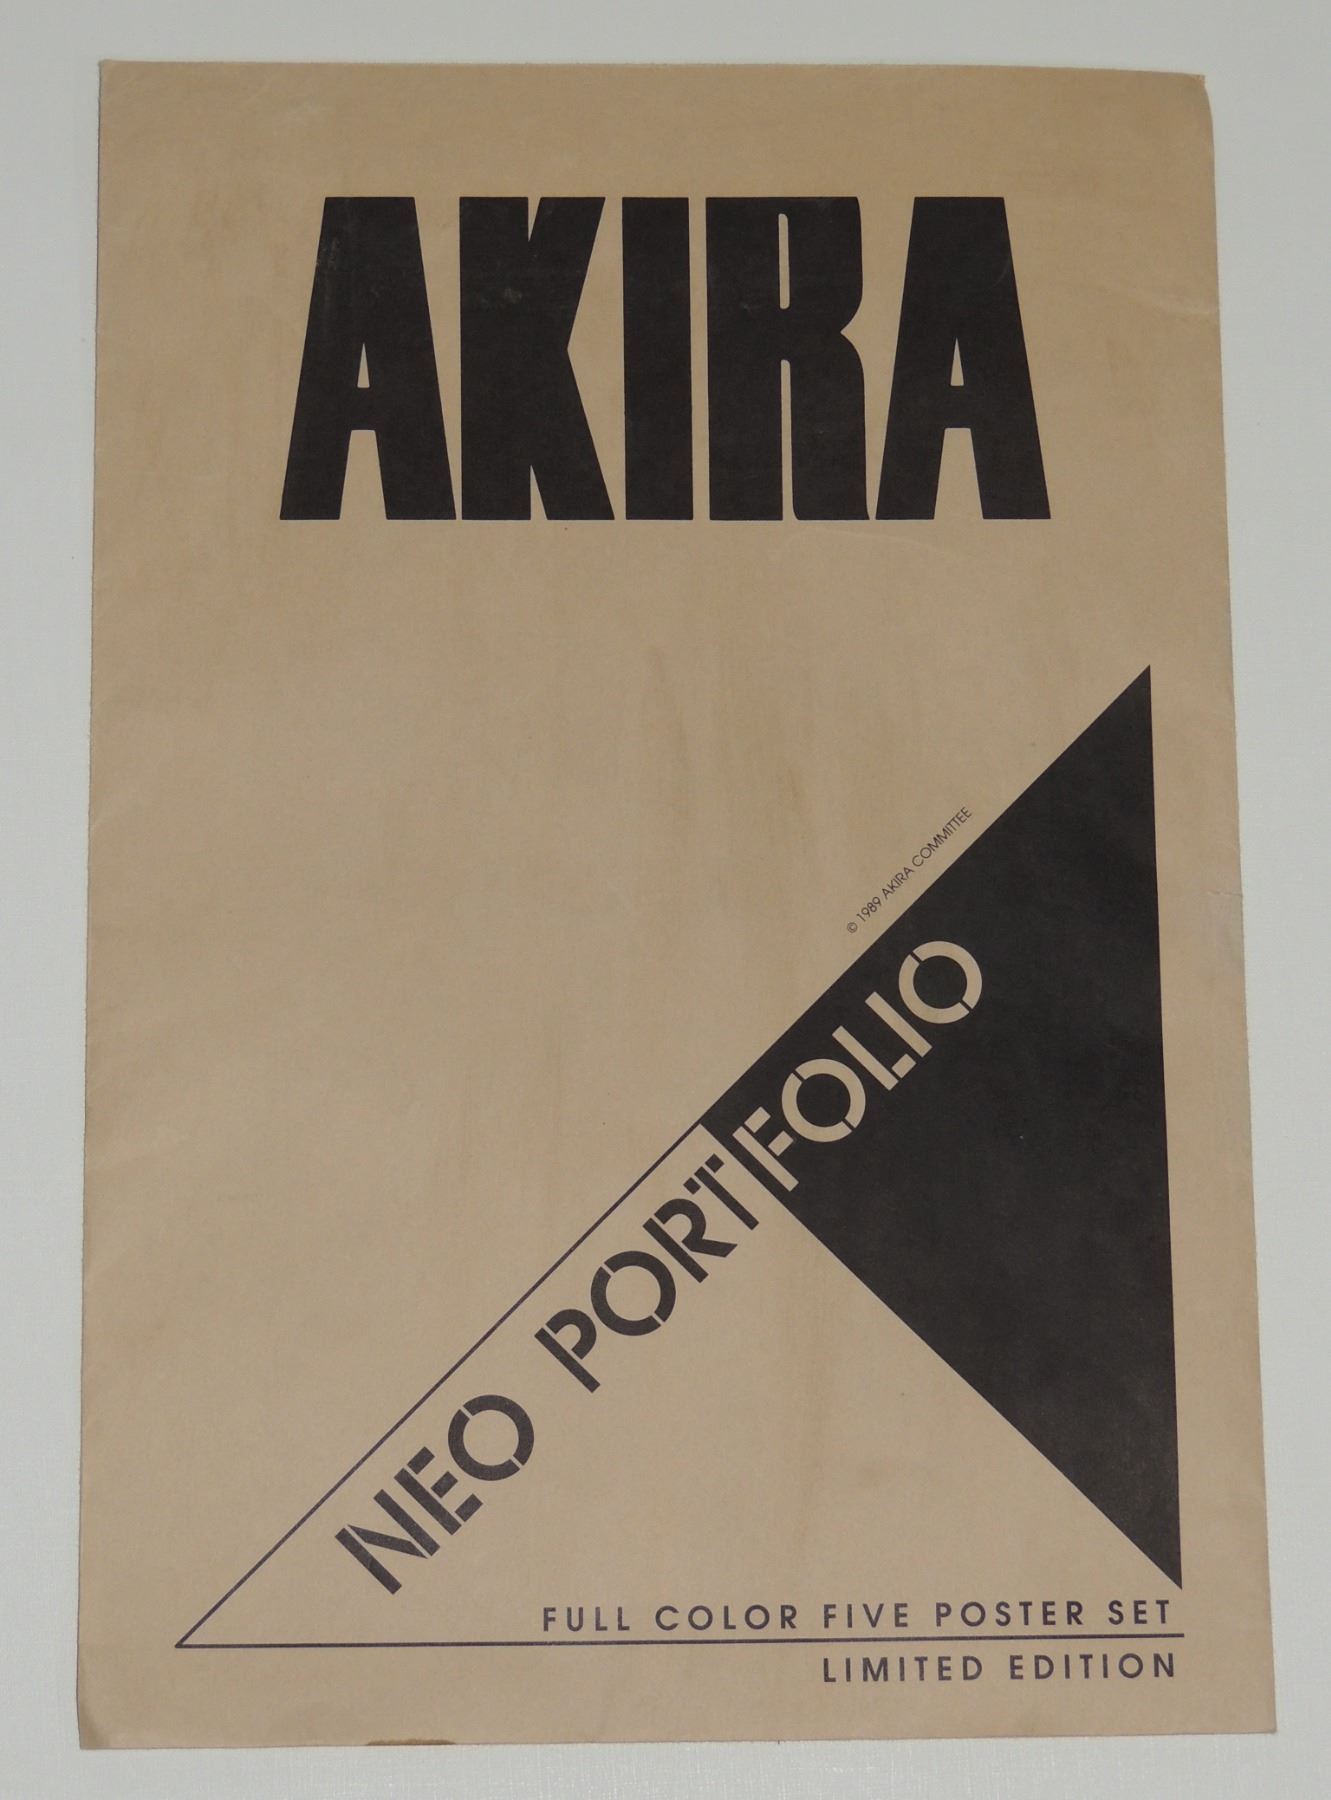 AKIRA
© 1989 AKIRA COMMITTEE
NEO PORTFOLIO
FULL COLOR FIVE POSTER SET
LIMITED EDITION